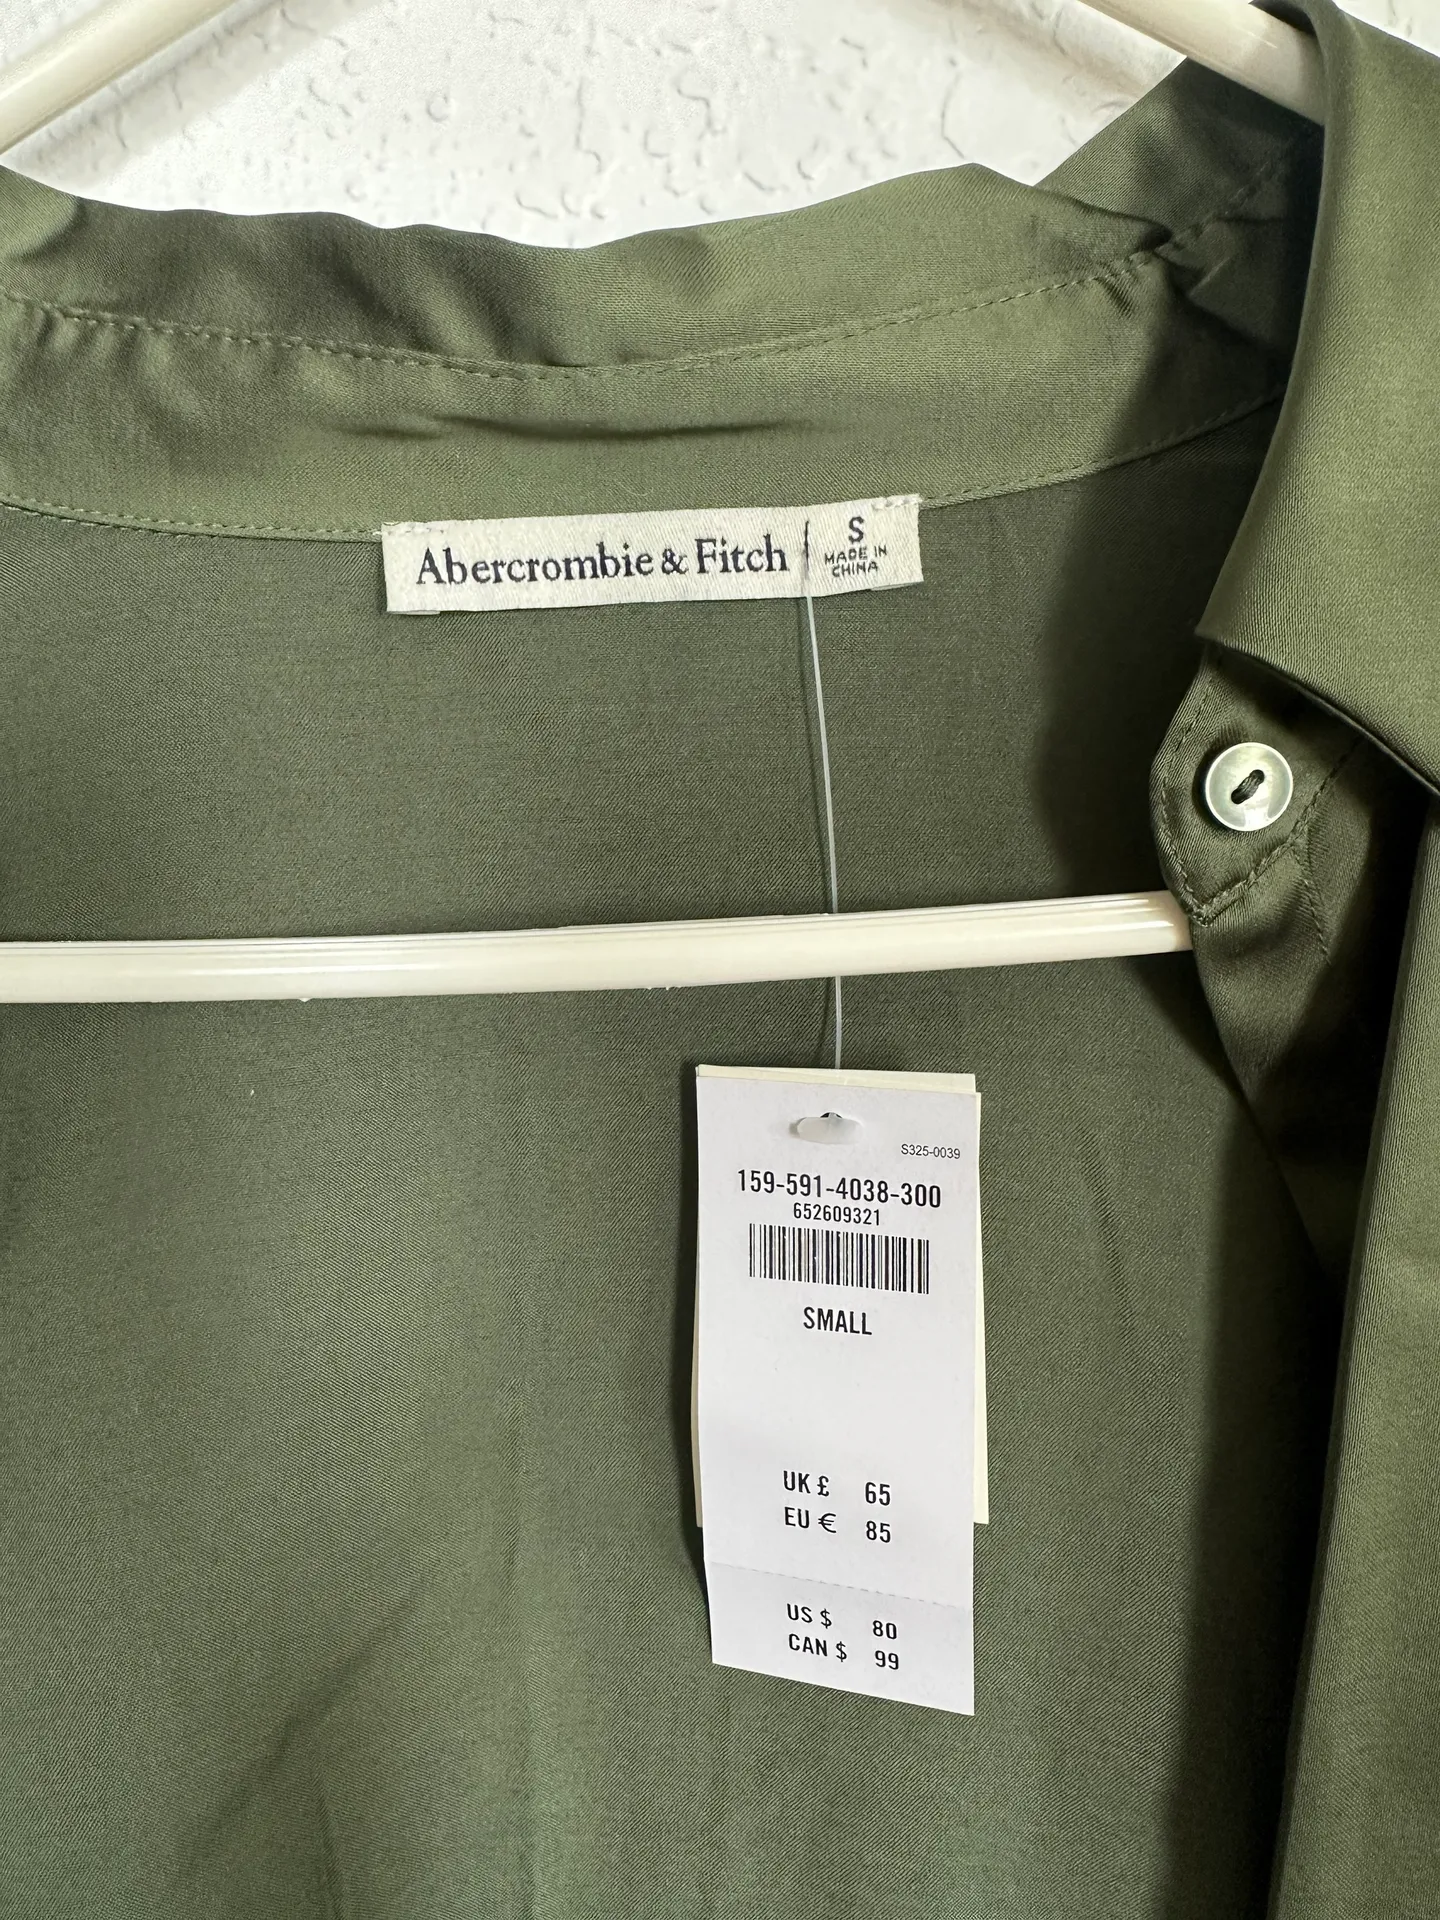 Abercrombie & Fitch
S
MADE IN
CHINA
S325-0039
159-591-4038-300
652609321
SMALL
UK £ 65
EU € 85
US $ 80
CAN $ 99